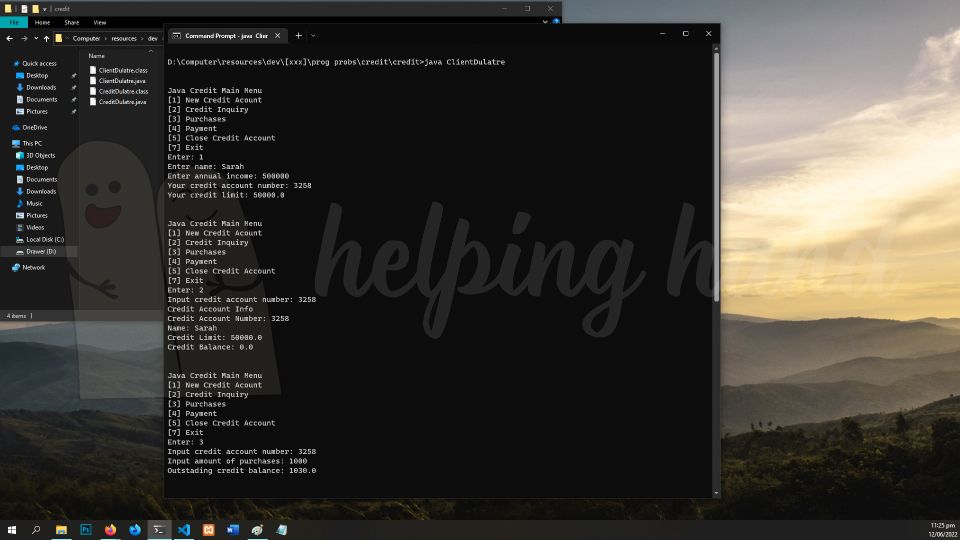 credit
File Home Share View
Computer resources dev
Name
Quick access
Desktop
Downloads
Documents
Pictures
OneDrive
This PC
3D Objects
Desktop
Documents
Downloads
Music
Pictures
Videos
Local Disk (C:)
Drawer (D:)
Network
ClientDulatre.class
ClientDulatre.java
CreditDulatre.class
CreditDulatre.java
4 items
Command Prompt - java Clier
D:\Computer\resources\dev\[xxx]\prog probs\credit\credit>java ClientDulatre
Java Credit Main Menu
[1] New Credit Acount
[2] Credit Inquiry
[3] Purchases
[4] Payment
[5] Close Credit Account
[7] Exit
Enter: 1
Enter name: Sarah
Enter annual income: 500000
Your credit account number: 3258
Your credit limit: 50000.0
Java Credit Main Menu
[1] New Credit Acount
[2] Credit Inquiry
[3] Purchases
[4] Payment
[5] Close Credit Account
[7] Exit
Enter: 2
Input credit account number: 3258
Credit Account Info
Credit Account Number: 3258
Name: Sarah
Credit Limit: 50000.0
Credit Balance: 0.0
Java Credit Main Menu
[1] New Credit Acount
[2] Credit Inquiry
[3] Purchases
[4] Payment
[5] Close Credit Account
[7] Exit
Enter: 3
Input credit account number: 3258
Input amount of purchases: 1000
Outstading credit balance: 1030.0
helping hand
11:25 pm
12/06/2022